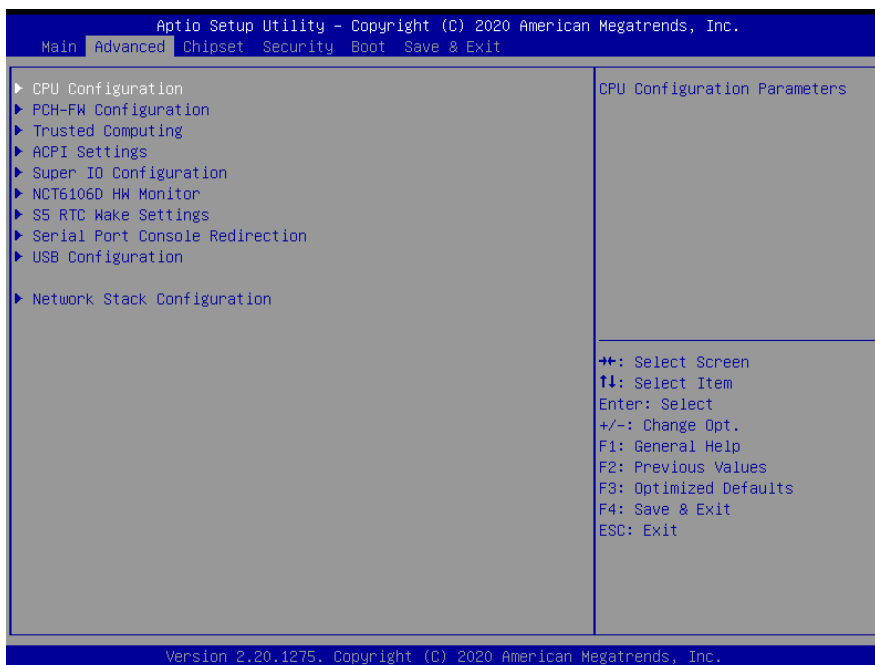 Aptio Setup Utility – Copyright (C) 2020 American Megatrends, Inc.
Main Advanced Chipset Security Boot Save & Exit
▶ CPU Configuration
▶ PCH-FW Configuration
▶ Trusted Computing
▶ ACPI Settings
▶ Super IO Configuration
▶ NCT6106D HW Monitor
▶ S5 RTC Wake Settings
▶ Serial Port Console Redirection
▶ USB Configuration
▶ Network Stack Configuration
CPU Configuration Parameters
→←: Select Screen
↑↓: Select Item
Enter: Select
+/-: Change Opt.
F1: General Help
F2: Previous Values
F3: Optimized Defaults
F4: Save & Exit
ESC: Exit
Version 2.20.1275. Copyright (C) 2020 American Megatrends, Inc.